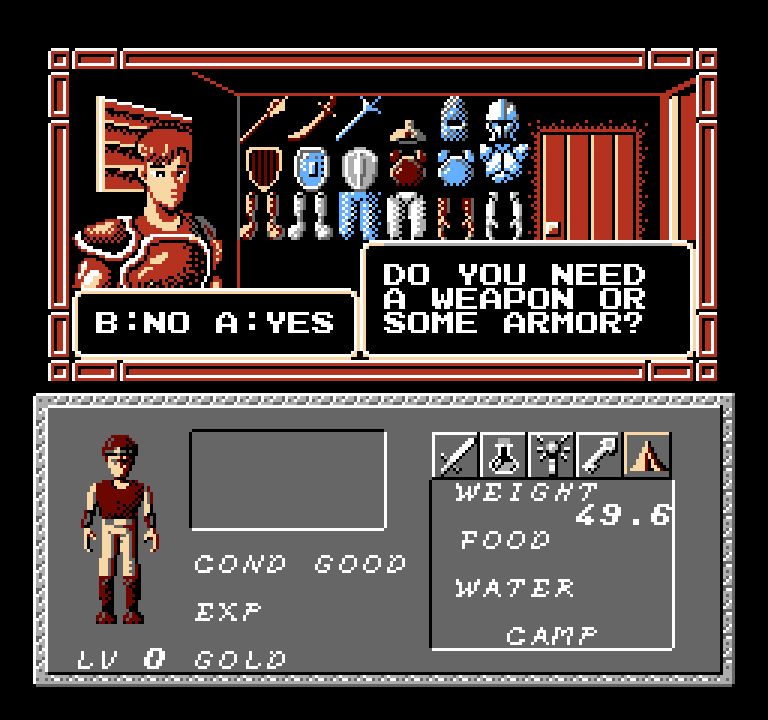 DO YOU NEED
A WEAPON OR
SOME ARMOR?
B:NO A:YES
WEIGHT
49.6
FOOD
WATER
CAMP
COND GOOD
EXP
LV 0 GOLD